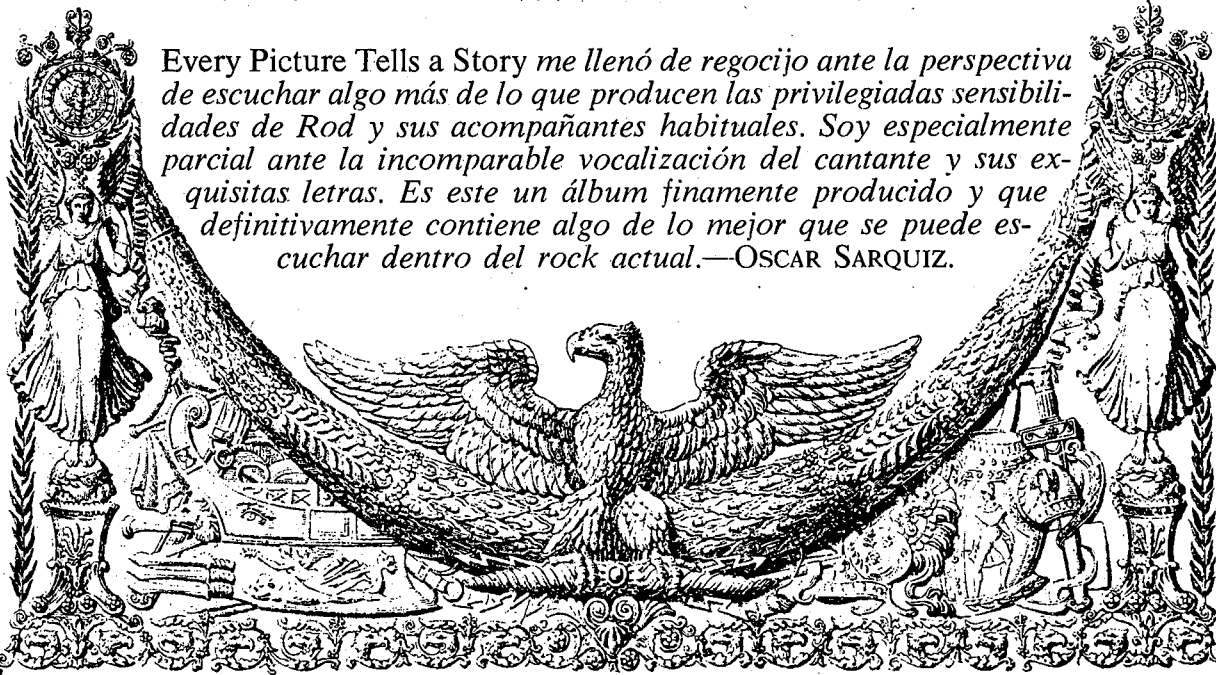 Every Picture Tells a Story me llenó de regocijo ante la perspectiva
de escuchar algo más de lo que producen las privilegiadas sensibili-
dades de Rod y sus acompañantes habituales. Soy especialmente
parcial ante la incomparable vocalización del cantante y sus ex-
quisitas letras. Es este un álbum finamente producido y que
definitivamente contiene algo de lo mejor que se puede es-
cuchar dentro del rock actual.—OSCAR SARQUIZ.